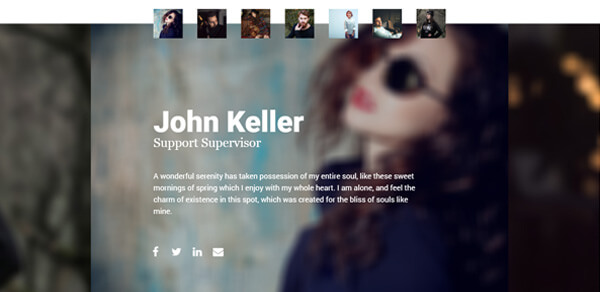 John Keller
Support Supervisor
A wonderful serenity has taken possession of my entire soul, like these sweet
mornings of spring which I enjoy with my whole heart. I am alone, and feel the
charm of existence in this spot, which was created for the bliss of souls like
mine.